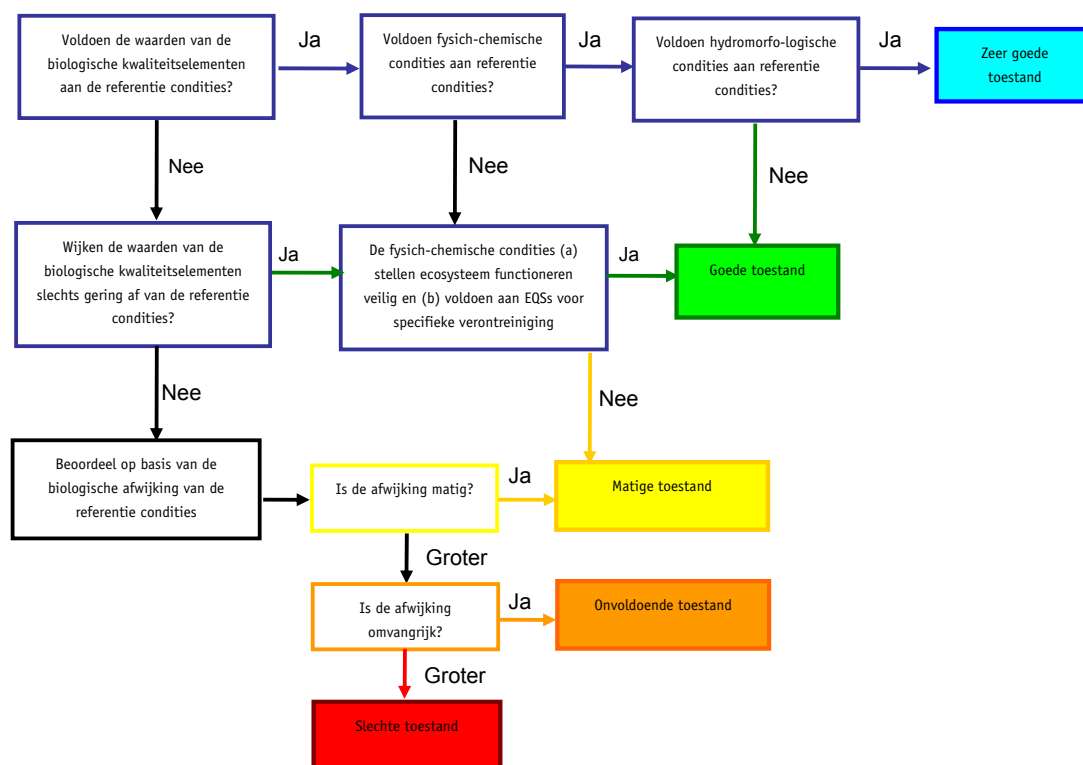 Voldoen de waarden van de
biologische kwaliteitselementen
aan de referentie condities?
Ja
Voldoen fysich-chemische
condities aan referentie
condities?
Ja
Voldoen hydromorfo-logische
condities aan referentie
condities?
Ja
Zeer goede
toestand
Nee
Nee
Nee
Wijken de waarden van de
biologische kwaliteitselementen
slechts gering af van de referentie
condities?
Ja
De fysich-chemische condities (a)
stellen ecosysteem functioneren
veilig en (b) voldoen aan EQSs voor
specifieke verontreiniging
Ja
Goede toestand
Nee
Nee
Beoordeel op basis van de
biologische afwijking van de
referentie condities
Is de afwijking matig?
Ja
Matige toestand
Groter
Is de afwijking
omvangrijk?
Ja
Onvoldoende toestand
Groter
Slechte toestand